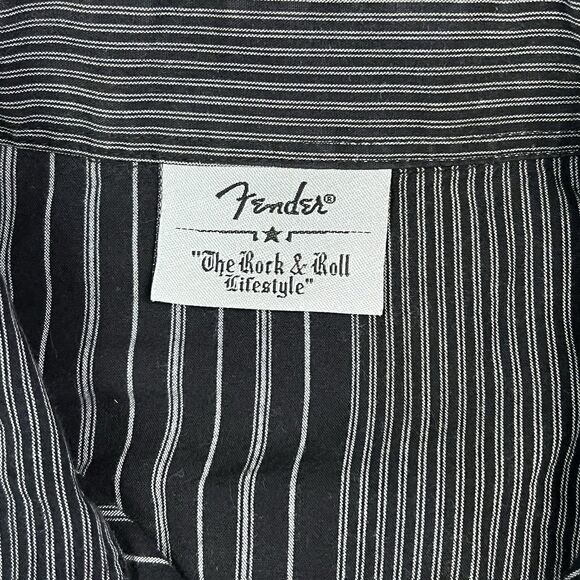 Fender®
"The Rock & Roll
Lifestyle"